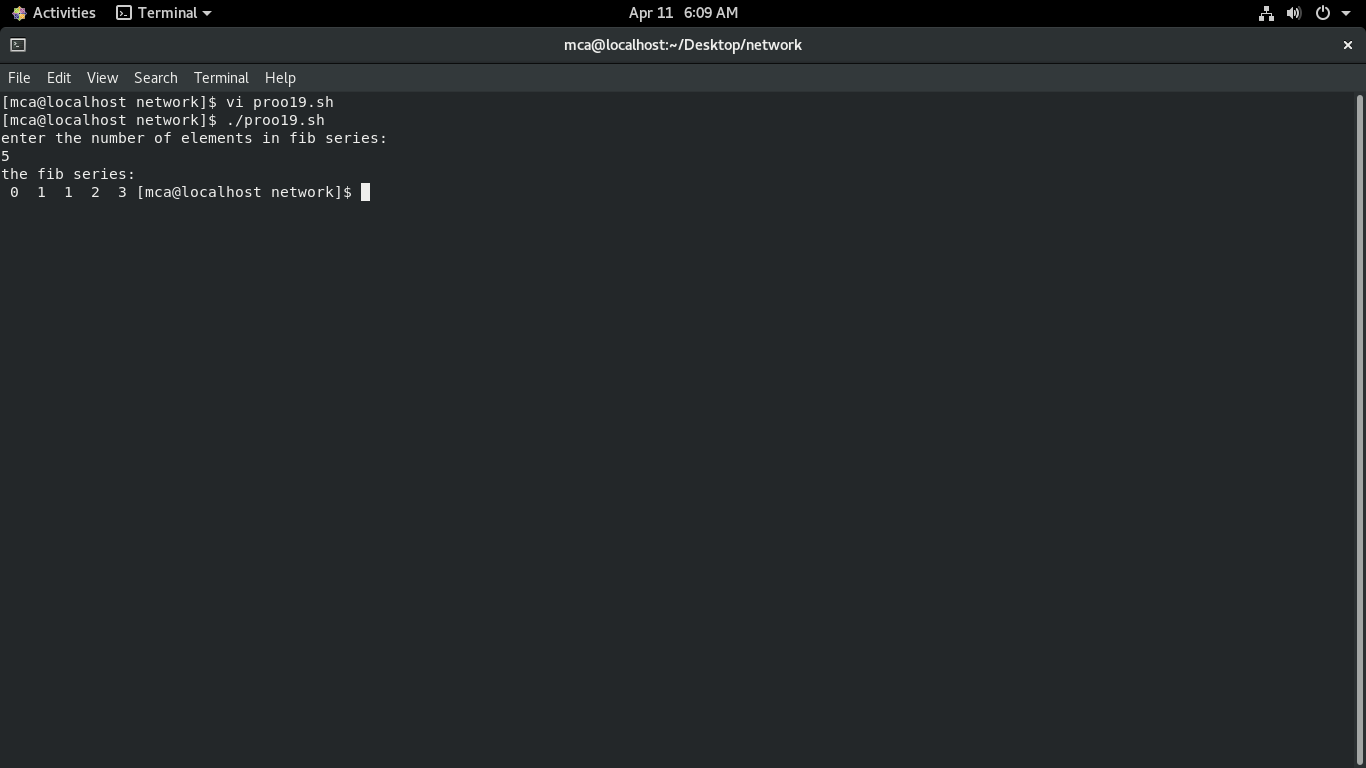 Activities Terminal Apr 11 6:09 AM
mca@localhost:~/Desktop/network
File Edit View Search Terminal Help
[mca@localhost network]$ vi proo19.sh
[mca@localhost network]$ ./proo19.sh
enter the number of elements in fib series:
5
the fib series:
 0  1  1  2  3 [mca@localhost network]$